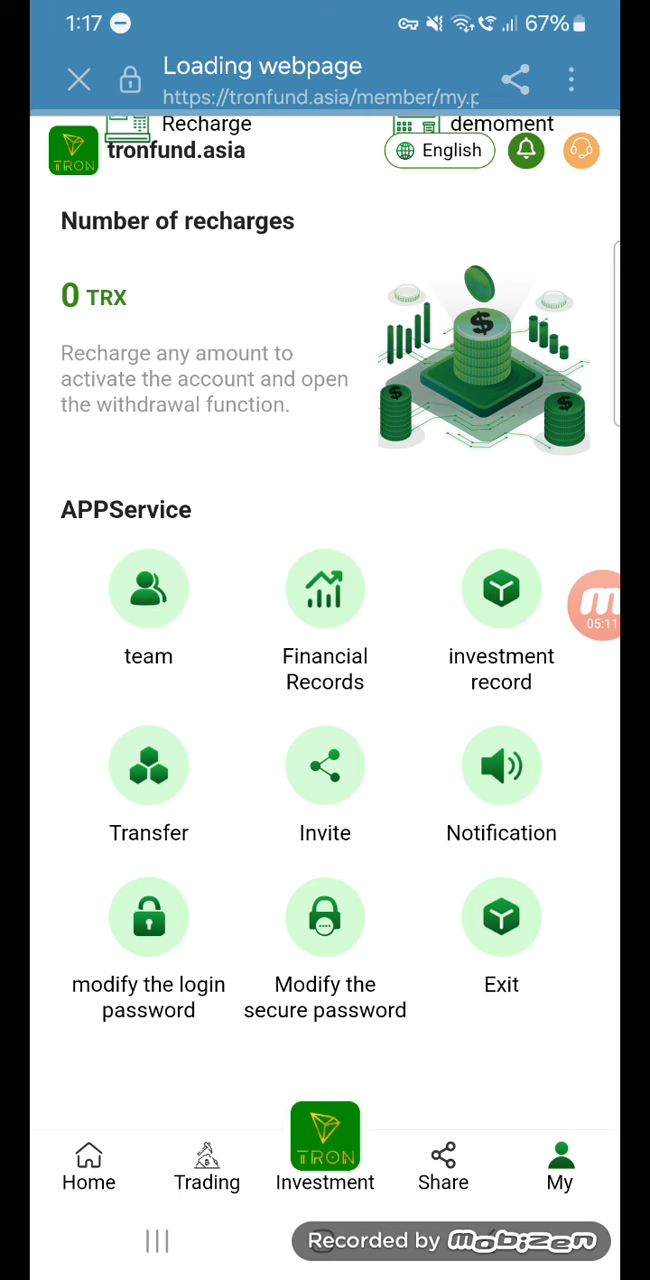 1:17
67%
Loading webpage
https://tronfund.asia/member/my.p
Recharge
demoment
TRON
tronfund.asia
English
Number of recharges
0 TRX
Recharge any amount to
activate the account and open
the withdrawal function.
APPService
team
Financial
Records
investment
record
05:11
Transfer
Invite
Notification
modify the login
password
Modify the
secure password
Exit
TRON
Home
Trading
Investment
Share
My
Recorded by mobizen